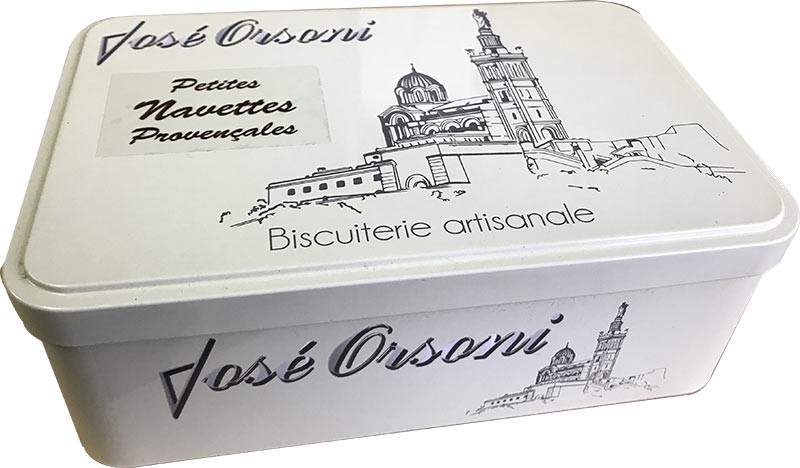 José Orsoni
Petites
Navettes
Provençales
Biscuiterie artisanale
José Orsoni